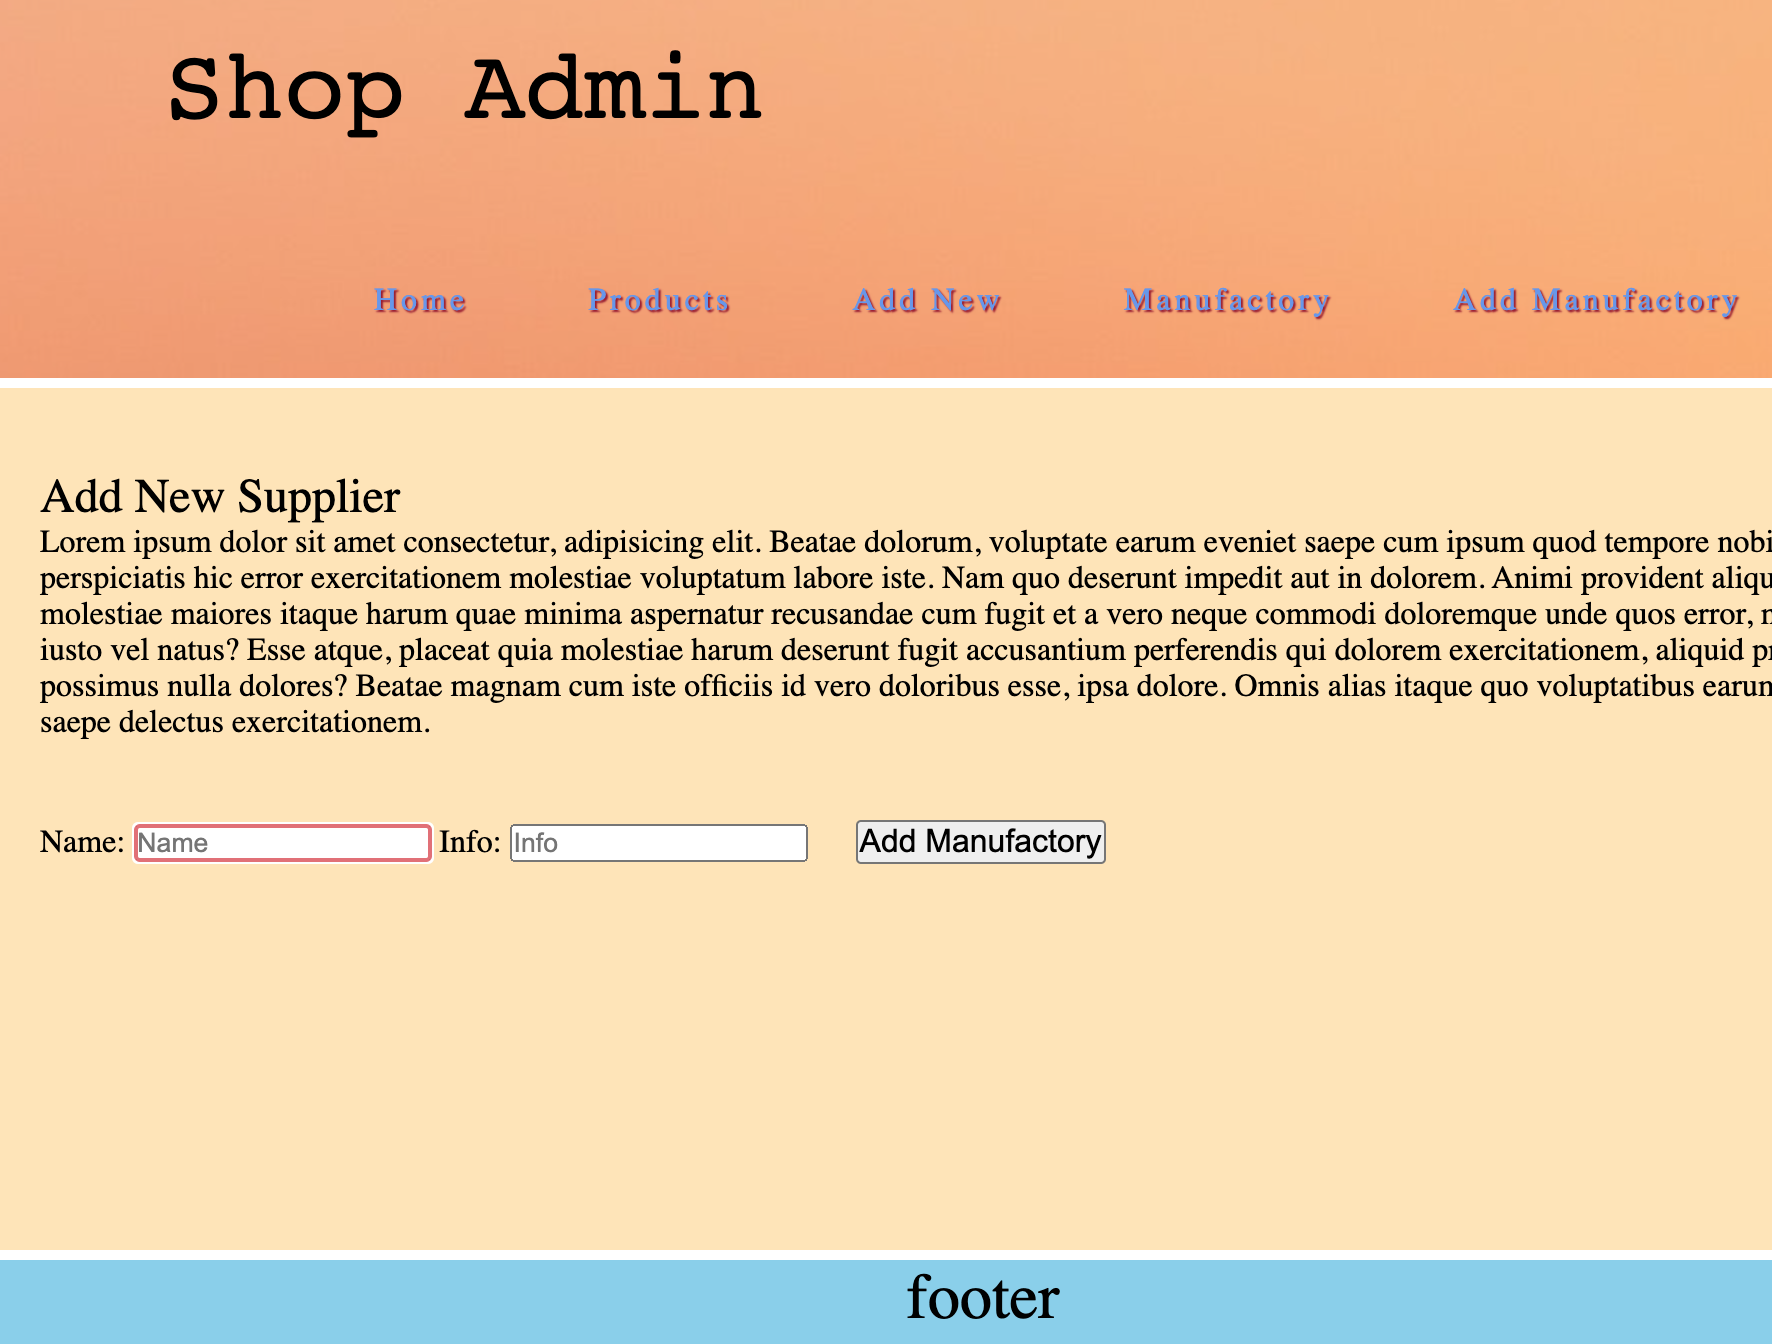 Shop Admin
Home Products Add New Manufactory Add Manufactory
Add New Supplier
Lorem ipsum dolor sit amet consectetur, adipisicing elit. Beatae dolorum, voluptate earum eveniet saepe cum ipsum quod tempore
perspiciatis hic error exercitationem molestiae voluptatum labore iste. Nam quo deserunt impedit aut in dolorem. Animi provident
molestiae maiores itaque harum quae minima aspernatur recusandae cum fugit et a vero neque commodi doloremque unde quos error,
iusto vel natus? Esse atque, placeat quia molestiae harum deserunt fugit accusantium perferendis qui dolorem exercitationem, aliquid
possimus nulla dolores? Beatae magnam cum iste officiis id vero doloribus esse, ipsa dolore. Omnis alias itaque quo voluptatibus
saepe delectus exercitationem.
Name: Name Info: Info Add Manufactory
footer